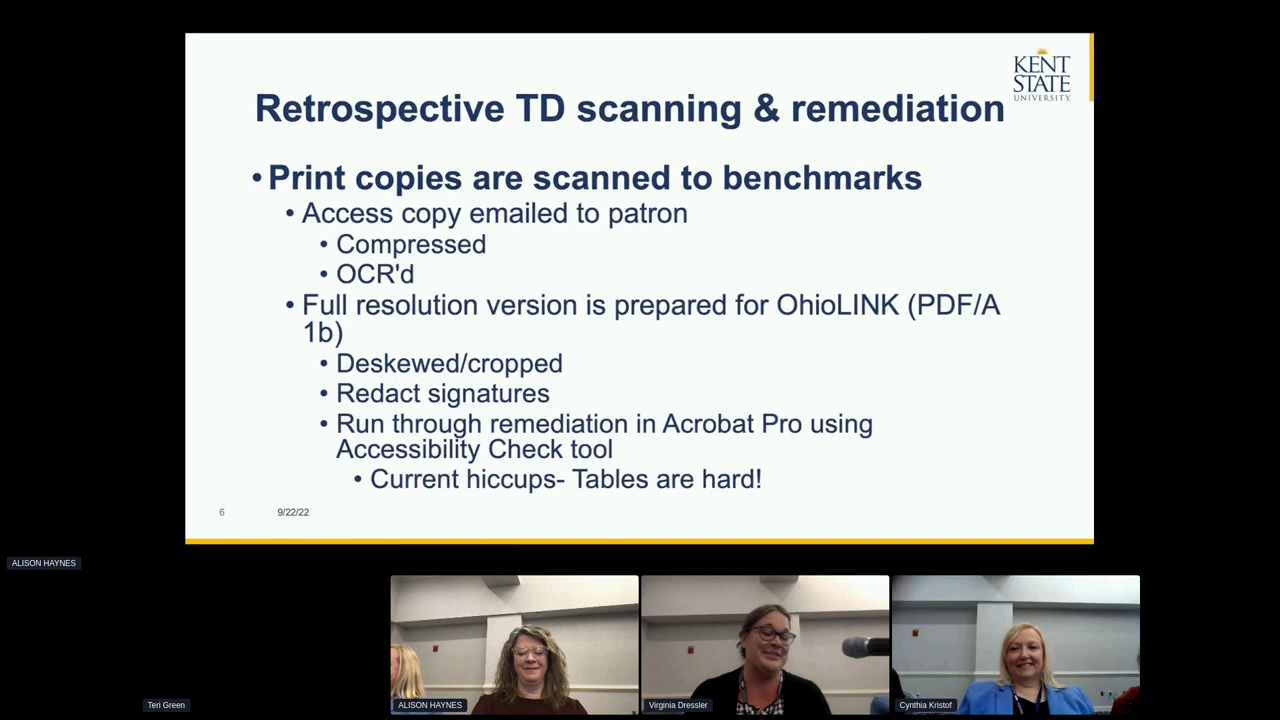 KENT
STATE
UNIVERSITY.
Retrospective TD scanning & remediation
• Print copies are scanned to benchmarks
• Access copy emailed to patron
• Compressed
• OCR'd
• Full resolution version is prepared for OhioLINK (PDF/A
1b)
• Deskewed/cropped
• Redact signatures
• Run through remediation in Acrobat Pro using
Accessibility Check tool
• Current hiccups- Tables are hard!
6 9/22/22
ALISON HAYNES
Teri Green
ALISON HAYNES
Virginia Dressler
Cynthia Kristof